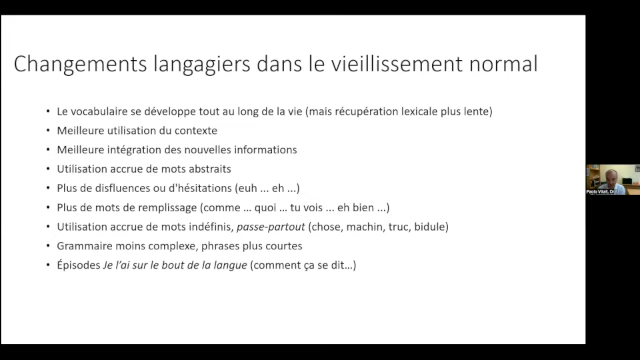 Changements langagiers dans le vieillissement normal
• Le vocabulaire se développe tout au long de la vie (mais récupération lexicale plus lente)
• Meilleure utilisation du contexte
• Meilleure intégration des nouvelles informations
• Utilisation accrue de mots abstraits
• Plus de disfluences ou d'hésitations (euh ... eh ...)
• Plus de mots de remplissage (comme ... quoi ... tu vois ... eh bien ...)
• Utilisation accrue de mots indéfinis, passe-partout (chose, machin, truc, bidule)
• Grammaire moins complexe, phrases plus courtes
• Épisodes Je l'ai sur le bout de la langue (comment ça se dit...)